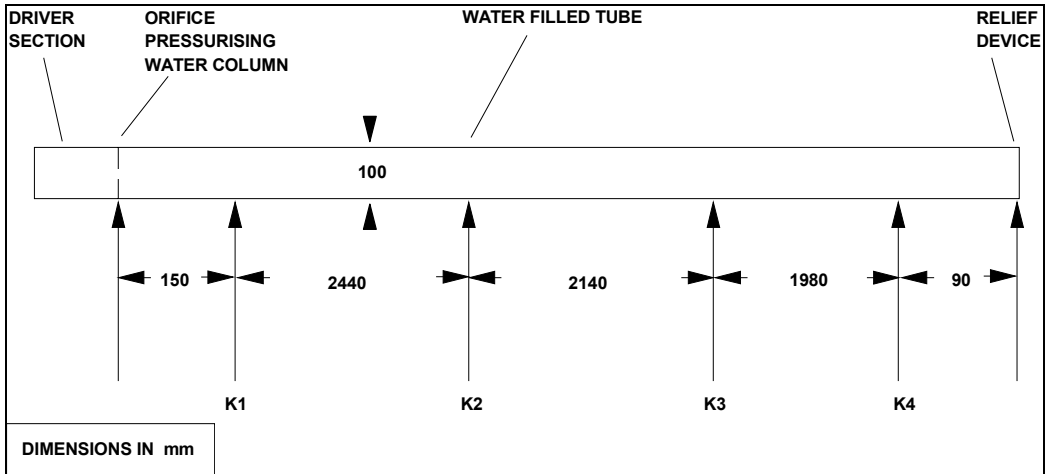 DRIVER
SECTION
ORIFICE
PRESSURISING
WATER COLUMN
WATER FILLED TUBE
RELIEF
DEVICE
100
150
2440
2140
1980
90
K1
K2
K3
K4
DIMENSIONS IN mm